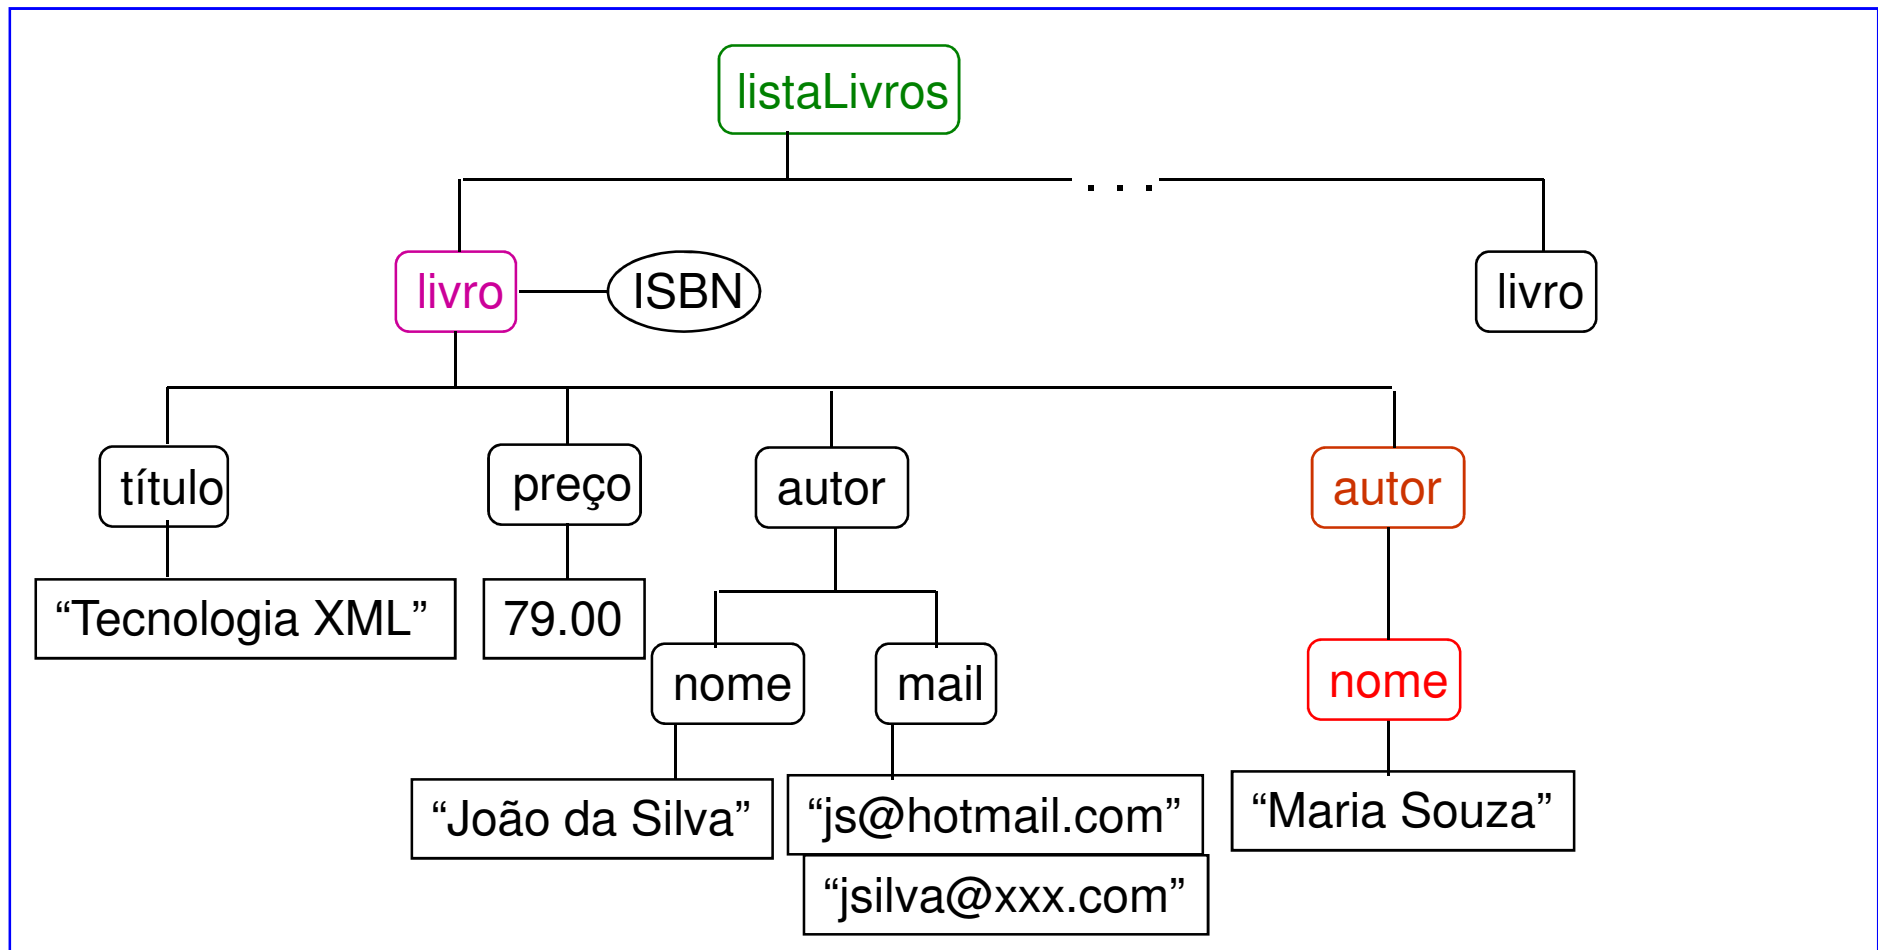 listaLivros
. . .
livro
ISBN
livro
título
preço
autor
autor
“Tecnologia XML”
79.00
nome
mail
nome
“João da Silva”
“js@hotmail.com”
“Maria Souza”
“jsilva@xxx.com”